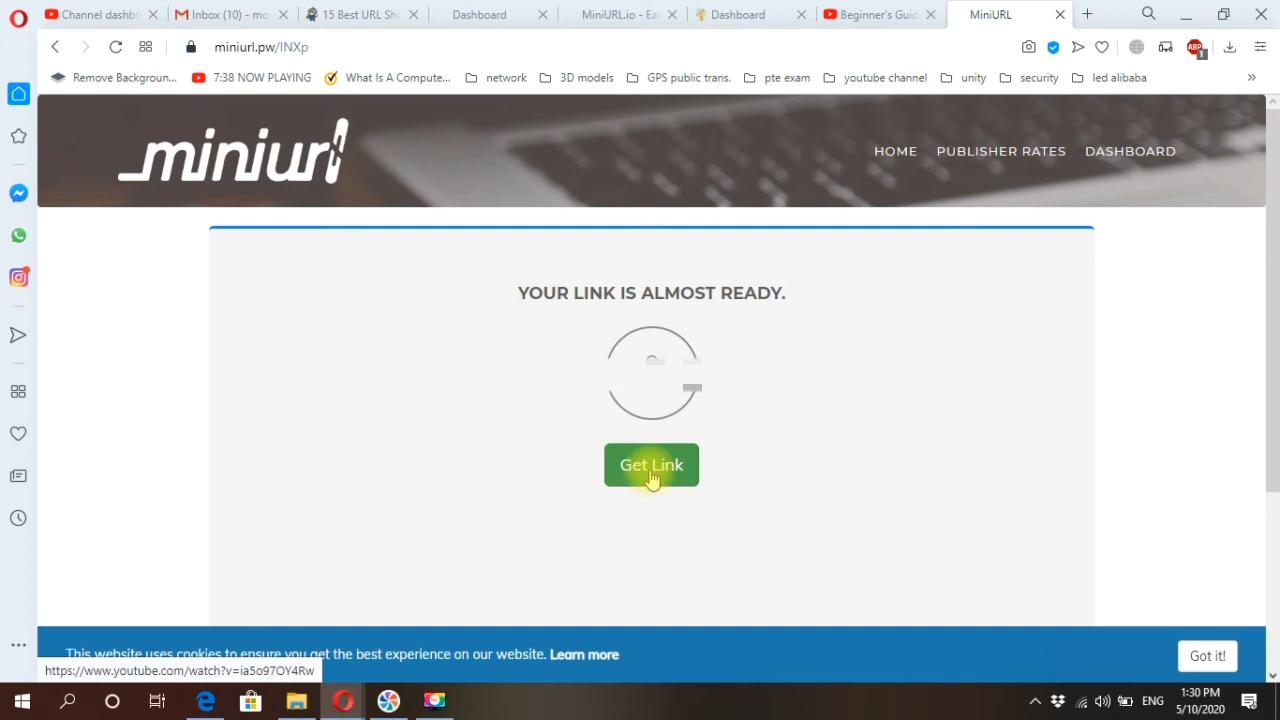 Channel dashbo
Inbox (10) - mo
15 Best URL Sho
Dashboard
MiniURL.io - Ea
Dashboard
Beginner's Guid
MiniURL
miniurl.pw/INXp
ABP
1
Remove Backgroun...
7:38 NOW PLAYING
What Is A Compute...
network
3D models
GPS public trans.
pte exam
youtube channel
unity
security
led alibaba
miniurl
HOME
PUBLISHER RATES
DASHBOARD
YOUR LINK IS ALMOST READY.
Get Link
This website uses cookies to ensure you get the best experience on our website. Learn more
Got it!
https://www.youtube.com/watch?v=ia5o97OY4Rw
ENG
1:30 PM
5/10/2020